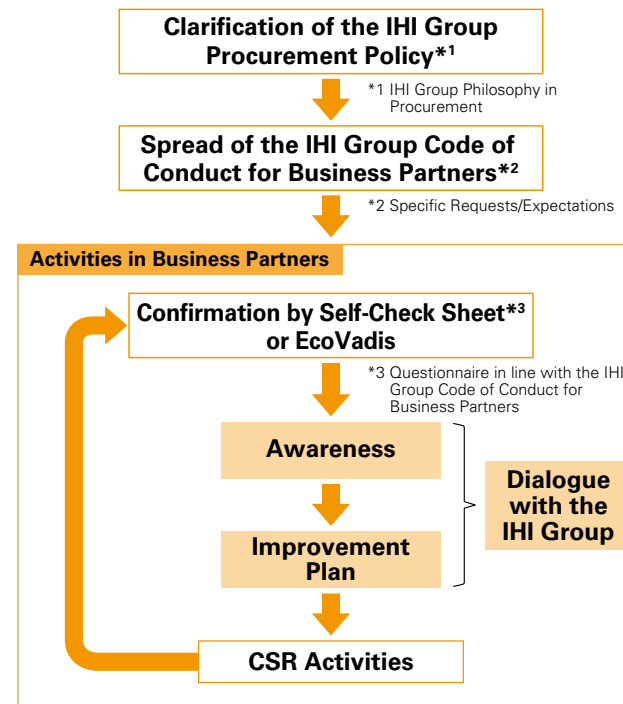 Clarification of the IHI Group
Procurement Policy*1
*1 IHI Group Philosophy in
Procurement
Spread of the IHI Group Code of
Conduct for Business Partners*2
*2 Specific Requests/Expectations
Activities in Business Partners
Confirmation by Self-Check Sheet*3
or EcoVadis
*3 Questionnaire in line with the IHI
Group Code of Conduct for
Business Partners
Awareness
Improvement
Plan
Dialogue
with the
IHI Group
CSR Activities